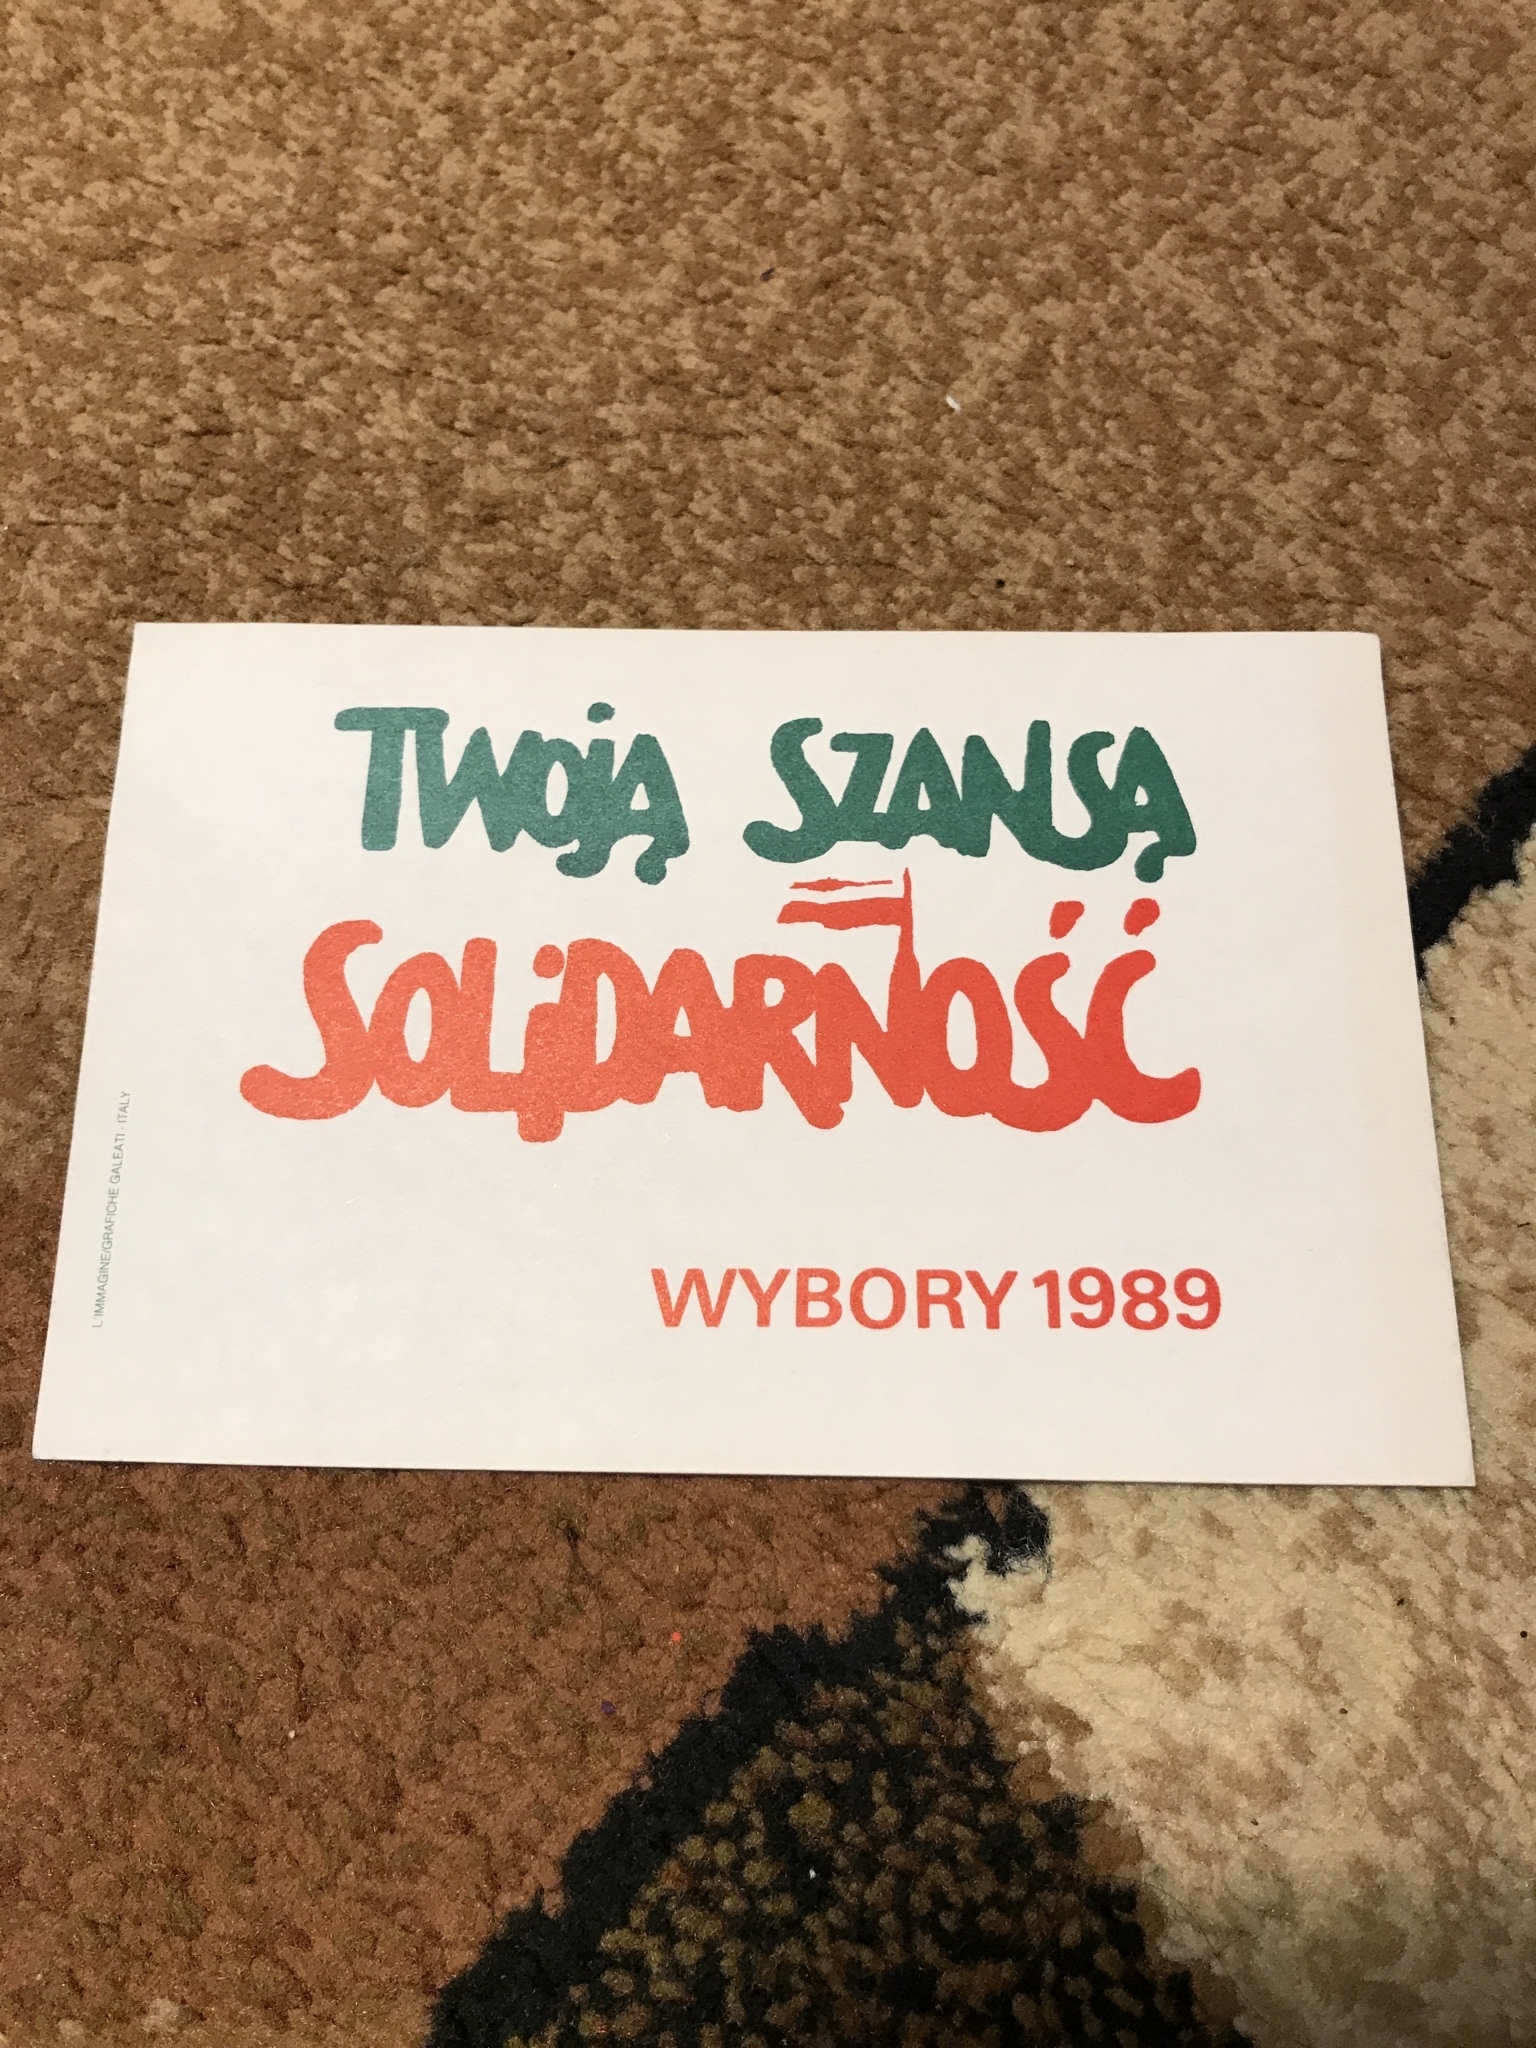 TWOJĄ SZANSĄ
SOLiDARNOŚĆ
WYBORY 1989
L'IMMAGINE/GRAFICHE GALEATI - ITALY